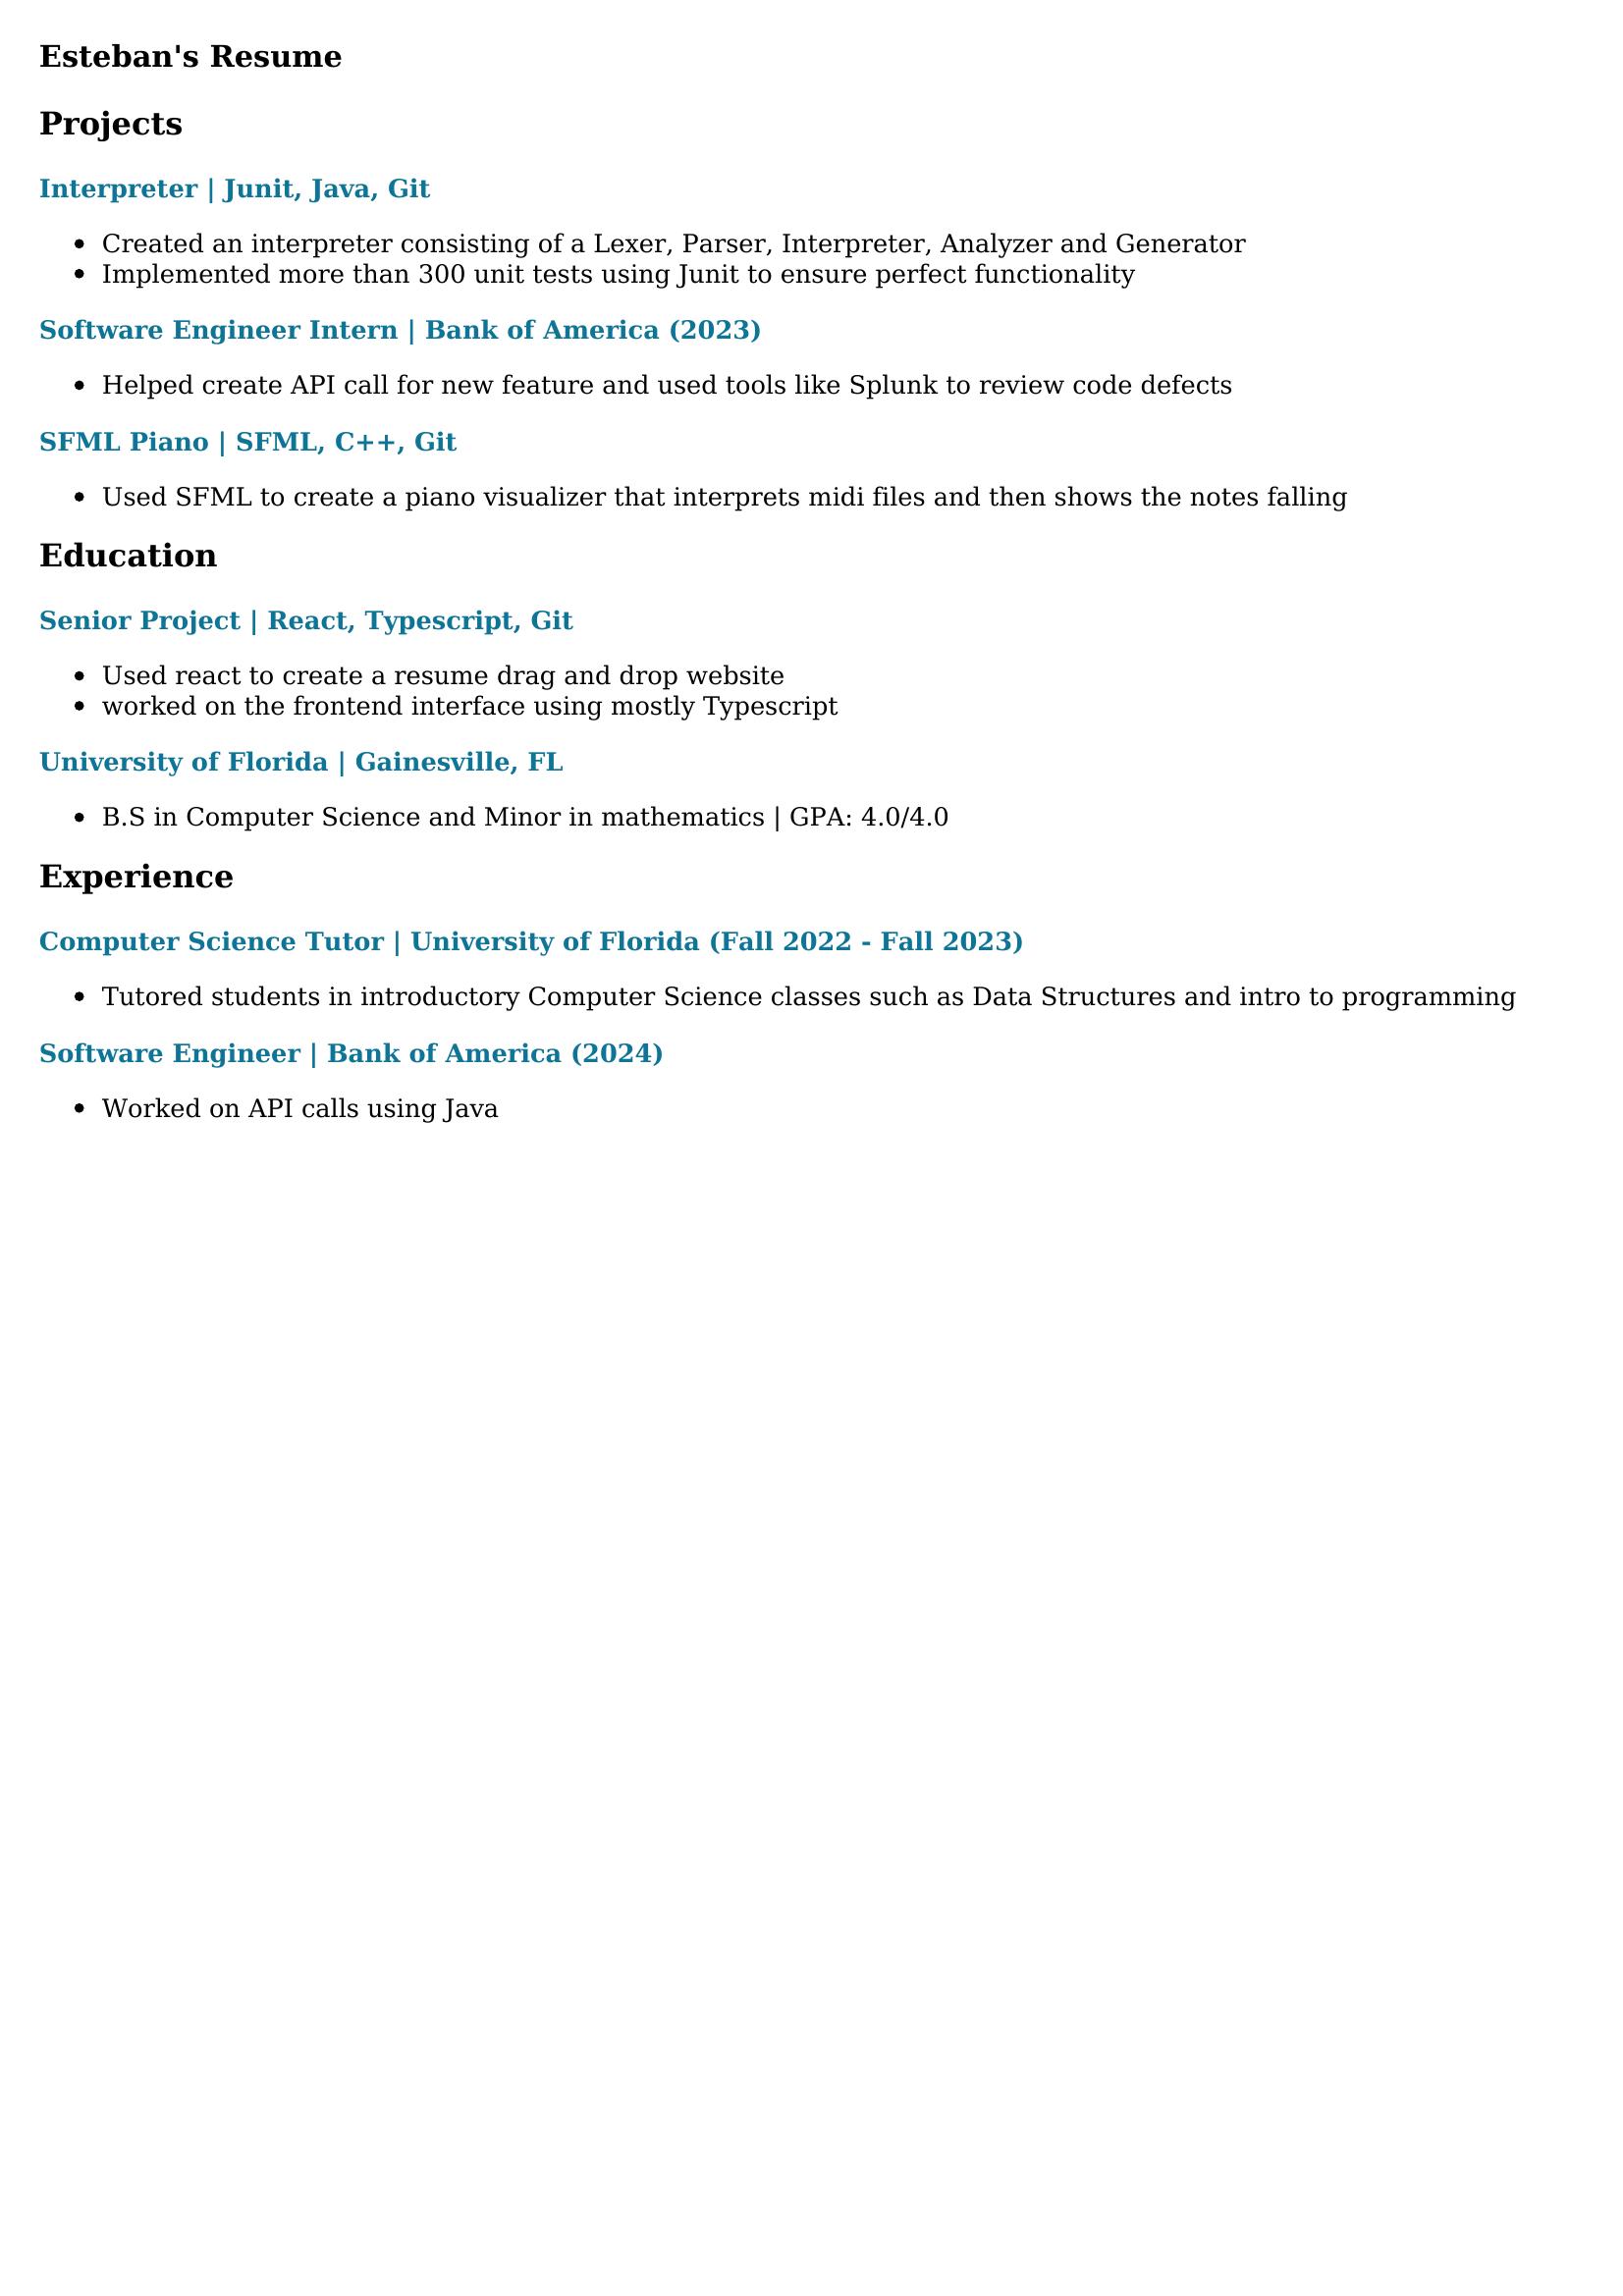 Esteban's Resume
Projects
Interpreter | Junit, Java, Git
• Created an interpreter consisting of a Lexer, Parser, Interpreter, Analyzer and Generator
• Implemented more than 300 unit tests using Junit to ensure perfect functionality
Software Engineer Intern | Bank of America (2023)
• Helped create API call for new feature and used tools like Splunk to review code defects
SFML Piano | SFML, C++, Git
• Used SFML to create a piano visualizer that interprets midi files and then shows the notes falling
Education
Senior Project | React, Typescript, Git
• Used react to create a resume drag and drop website
• worked on the frontend interface using mostly Typescript
University of Florida | Gainesville, FL
• B.S in Computer Science and Minor in mathematics | GPA: 4.0/4.0
Experience
Computer Science Tutor | University of Florida (Fall 2022 - Fall 2023)
• Tutored students in introductory Computer Science classes such as Data Structures and intro to programming
Software Engineer | Bank of America (2024)
• Worked on API calls using Java